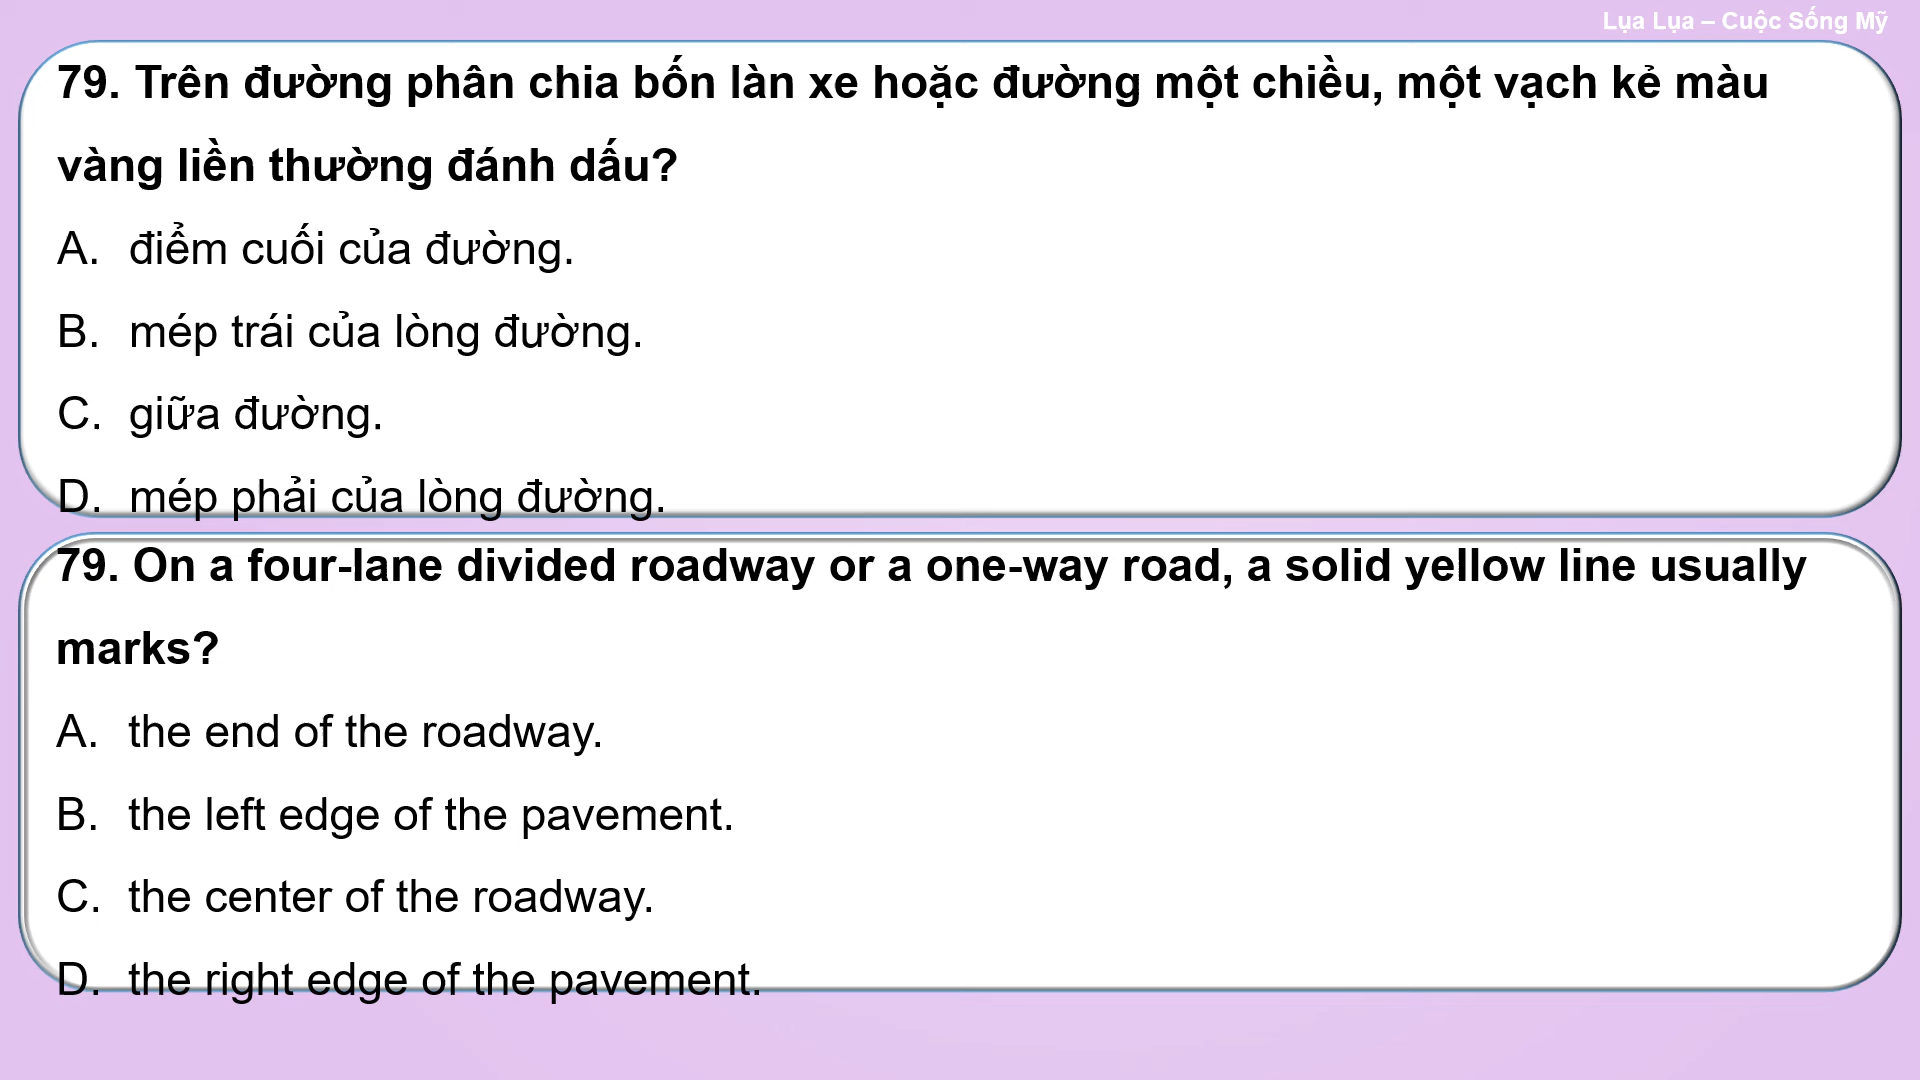 Lụa Lụa – Cuộc Sống Mỹ
79. Trên đường phân chia bốn làn xe hoặc đường một chiều, một vạch kẻ màu
vàng liền thường đánh dấu?
A. điểm cuối của đường.
B. mép trái của lòng đường.
C. giữa đường.
D. mép phải của lòng đường.
79. On a four-lane divided roadway or a one-way road, a solid yellow line usually
marks?
A. the end of the roadway.
B. the left edge of the pavement.
C. the center of the roadway.
D. the right edge of the pavement.